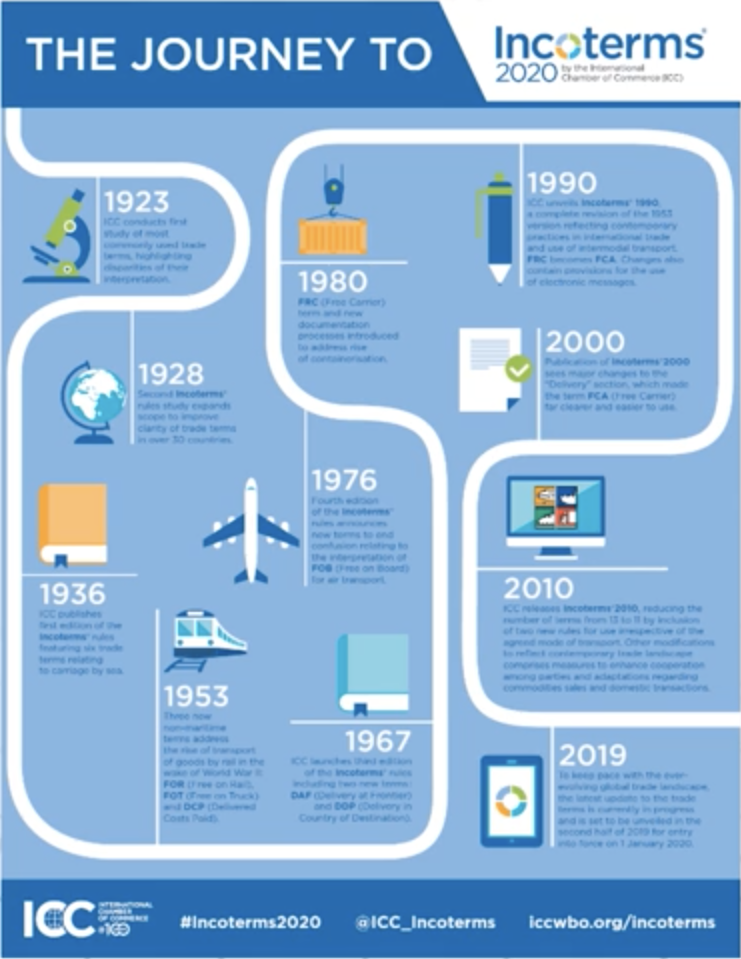 THE JOURNEY TO
Incoterms®
2020 by the International
Chamber of Commerce (ICC)
1923
ICC conducts first
study of most
commonly used trade
terms, highlighting
disparities of their
interpretation.
1928
Second Incoterms®
rules study expands
scope to improve
clarity of trade terms
in over 30 countries.
1936
ICC publishes
first edition of the
Incoterms® rules
featuring six trade
terms relating
to carriage by sea.
1953
Three new
non-maritime
terms address
the rise of transport
of goods by rail in the
wake of World War II:
FOR (Free on Rail),
FOT (Free on Truck)
and DCP (Delivered
Costs Paid).
1967
ICC launches third edition
of the Incoterms® rules
including two new terms:
DAF (Delivery at Frontier)
and DDP (Delivery in
Country of Destination).
1976
Fourth edition
of the Incoterms®
rules announces
new terms to end
confusion relating to
the interpretation of
FOB (Free on Board)
for air transport.
1980
FRC (Free Carrier)
term and new
documentation
processes introduced
to address rise
of containerisation.
1990
ICC unveils Incoterms® 1990,
a complete revision of the 1953
version reflecting contemporary
practices in international trade
and use of intermodal transport.
FRC becomes FCA. Changes also
contain provisions for the use
of electronic messages.
2000
Publication of Incoterms® 2000
sees major changes to the
"Delivery" section, which made
the term FCA (Free Carrier)
far clearer and easier to use.
2010
ICC releases Incoterms® 2010, reducing the
number of terms from 13 to 11 by inclusion
of two new rules for use irrespective of the
agreed mode of transport. Other modifications
to reflect contemporary trade landscape
comprises measures to enhance cooperation
among parties and adaptations regarding
commodities sales and domestic transactions.
2019
To keep pace with the ever-
evolving global trade landscape,
the latest update to the trade
terms is currently in progress
and is set to be unveiled in the
second half of 2019 for entry
into force on 1 January 2020.
ICC INTERNATIONAL
CHAMBER
OF COMMERCE
#100
#Incoterms2020 @ICC_Incoterms iccwbo.org/incoterms